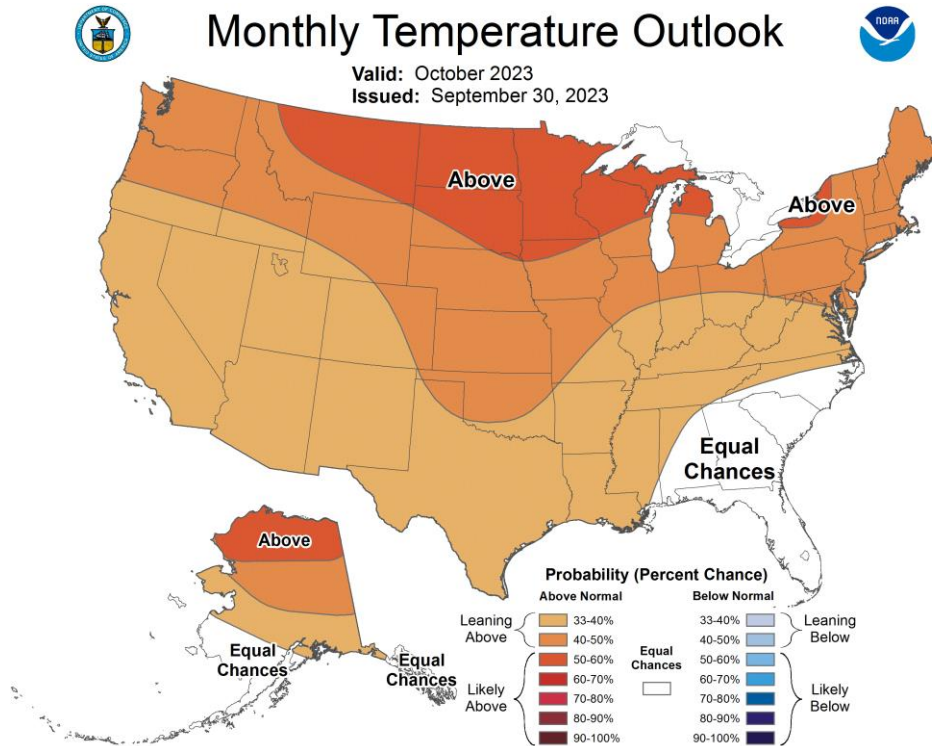 Monthly Temperature Outlook
NOAA
Valid: October 2023
Issued: September 30, 2023
Above
Above
Equal
Chances
Above
Equal
Chances
Equal
Chances
Probability (Percent Chance)
Above Normal
Below Normal
Leaning
Above
33-40%
40-50%
Likely
Above
50-60%
60-70%
70-80%
80-90%
90-100%
Equal
Chances
33-40%
40-50%
Leaning
Below
50-60%
60-70%
70-80%
80-90%
90-100%
Likely
Below